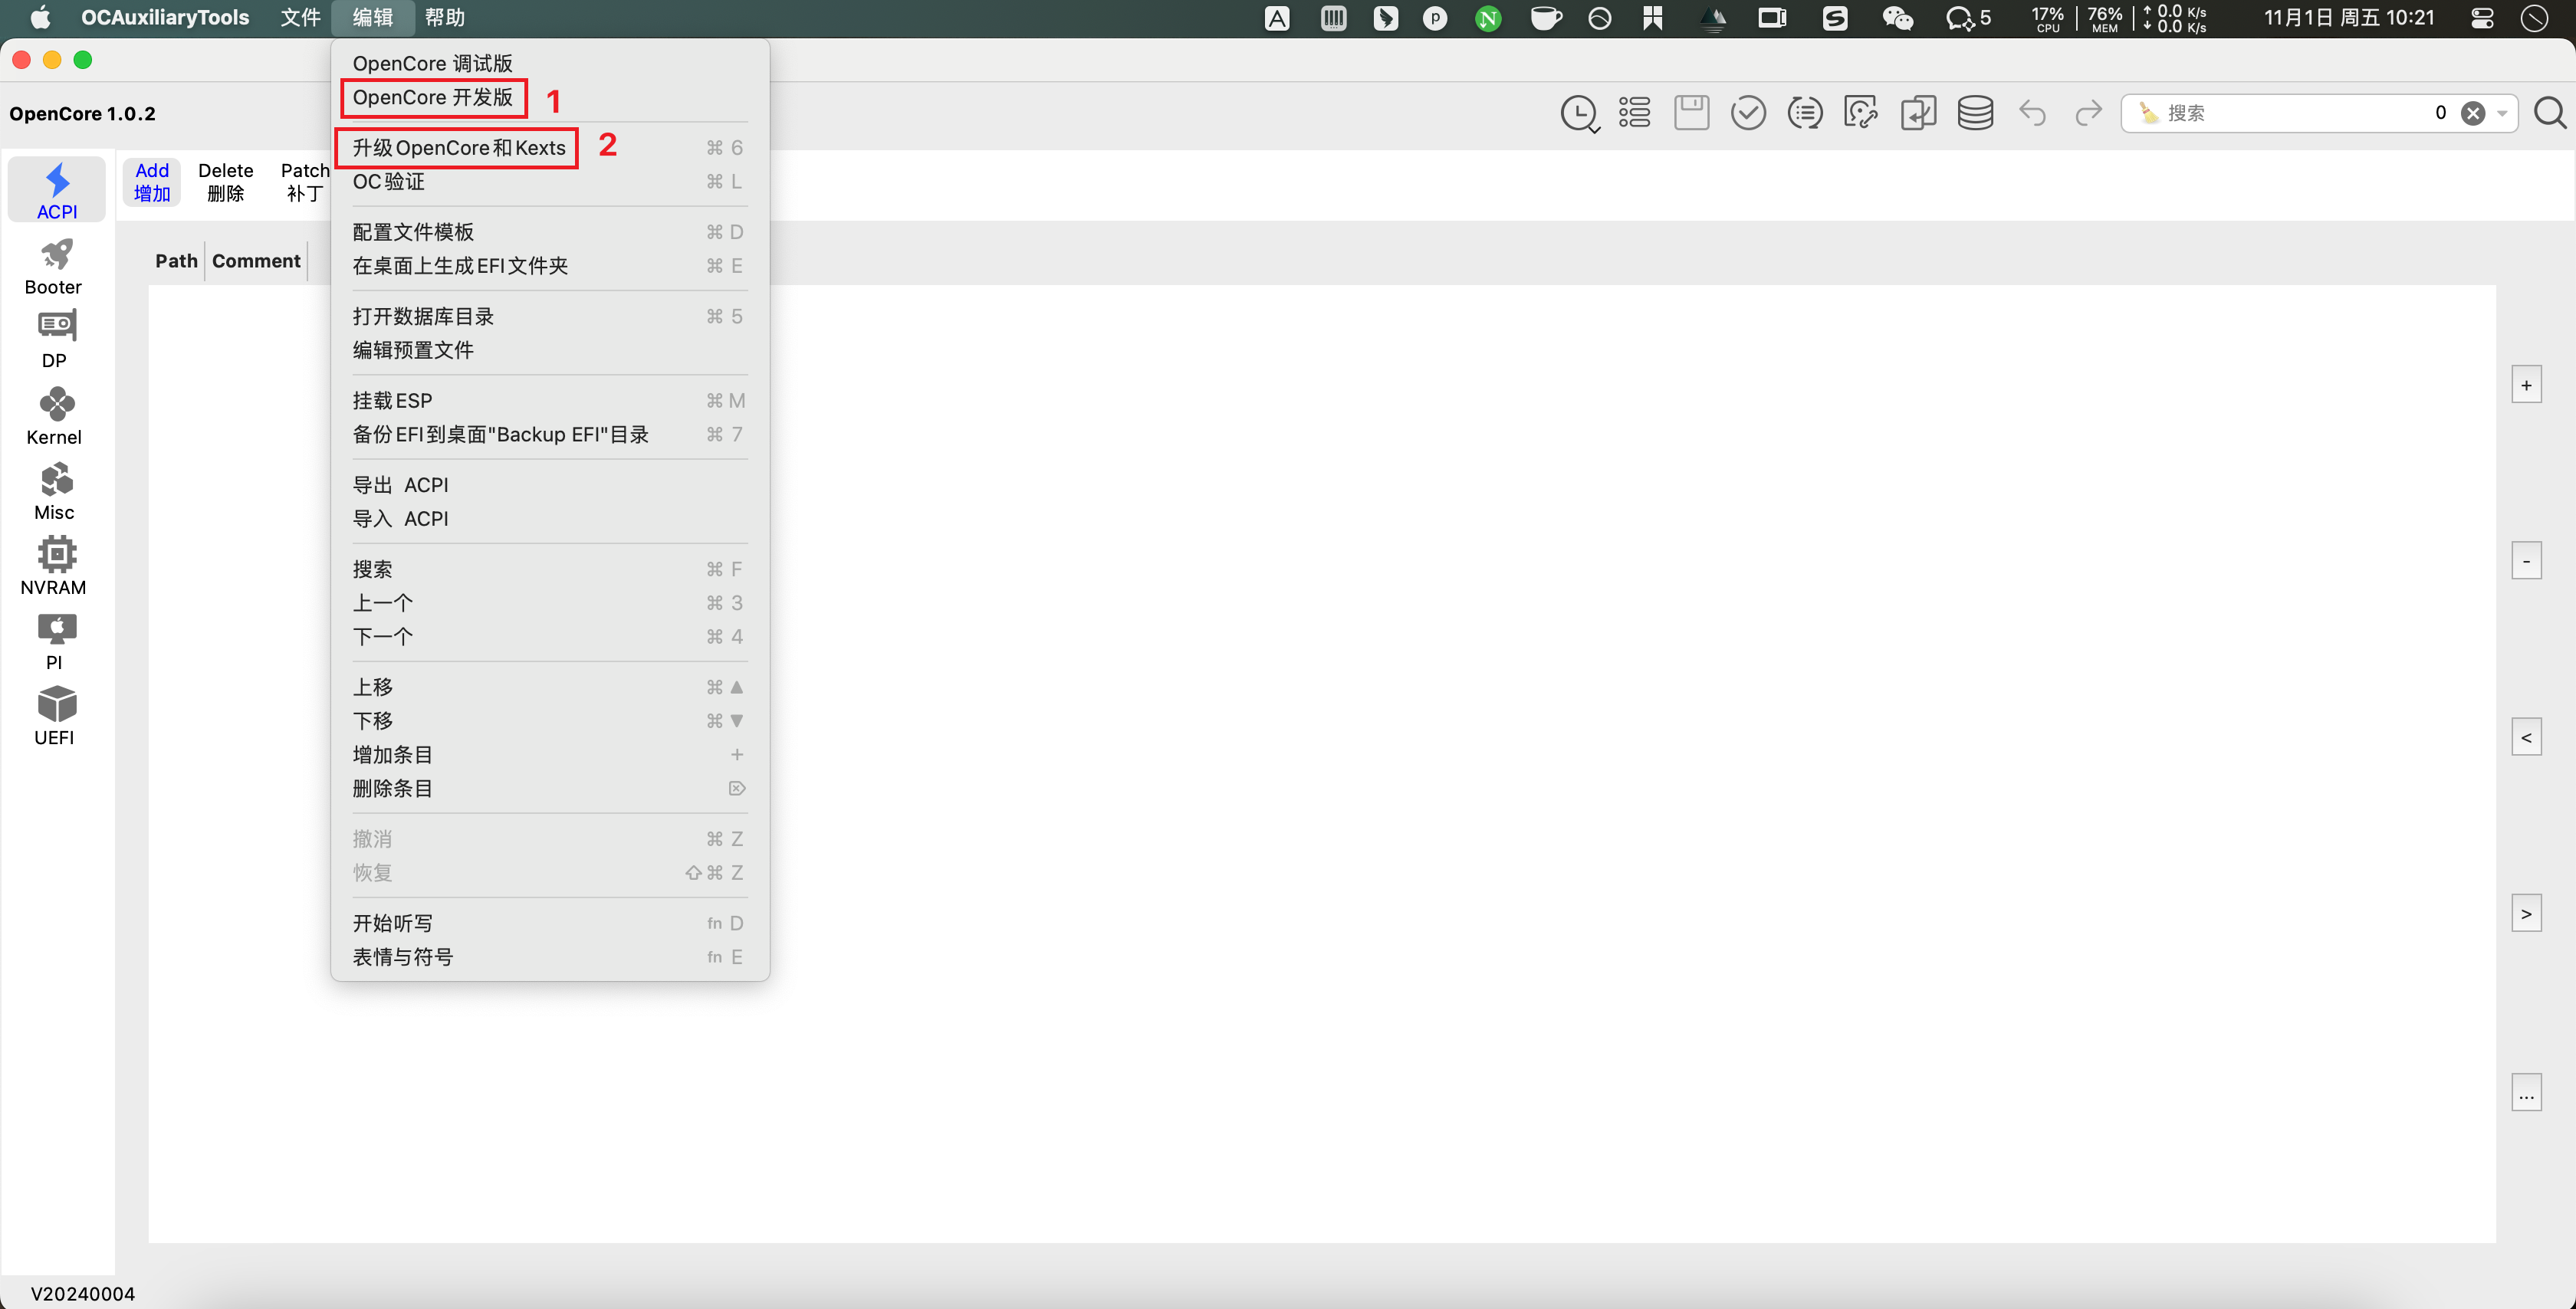 OCAuxiliaryTools 文件 编辑 帮助
A p N S 5 17% CPU 76% MEM ↑ 0.0 K/s ↓ 0.0 K/s 11月1日 周五 10:21
OpenCore 1.0.2
搜索 0
ACPI
Booter
DP
Kernel
Misc
NVRAM
PI
UEFI
Add 增加
Delete 删除
Patch 补丁
Path Comment
OpenCore 调试版
OpenCore 开发版 1
升级OpenCore和Kexts ⌘ 6 2
OC验证 ⌘ L
配置文件模板 ⌘ D
在桌面上生成EFI文件夹 ⌘ E
打开数据库目录 ⌘ 5
编辑预置文件
挂载ESP ⌘ M
备份EFI到桌面"Backup EFI"目录 ⌘ 7
导出 ACPI
导入 ACPI
搜索 ⌘ F
上一个 ⌘ 3
下一个 ⌘ 4
上移 ⌘ ▲
下移 ⌘ ▼
增加条目 +
删除条目 ⌦
撤消 ⌘ Z
恢复 ⇧⌘ Z
开始听写 fn D
表情与符号 fn E
+
-
<
>
...
V20240004